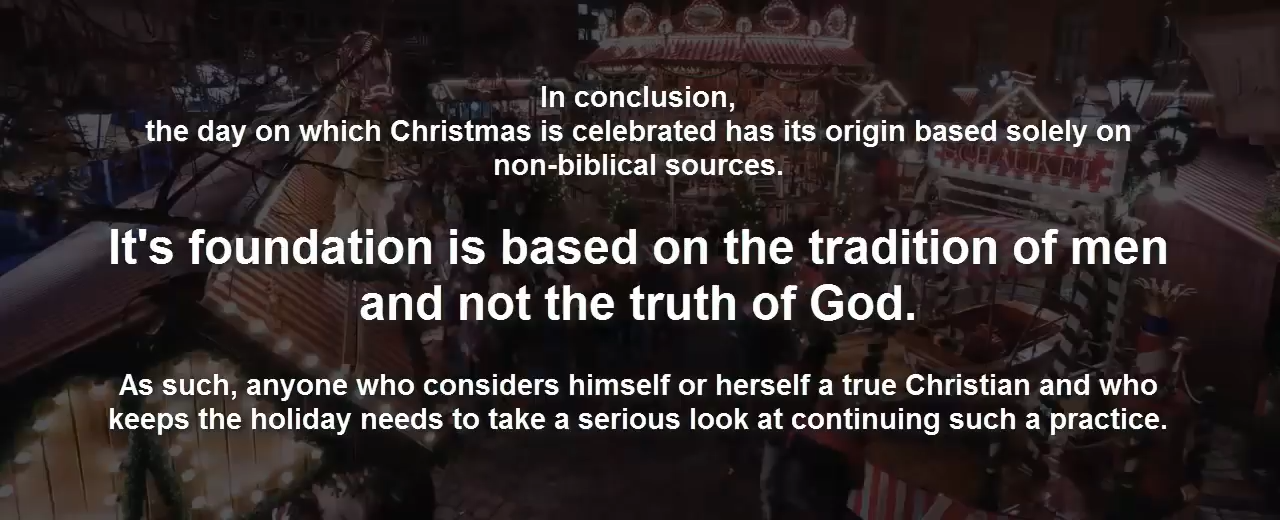 In conclusion,
the day on which Christmas is celebrated has its origin based solely on
non-biblical sources.
It's foundation is based on the tradition of men
and not the truth of God.
As such, anyone who considers himself or herself a true Christian and who
keeps the holiday needs to take a serious look at continuing such a practice.